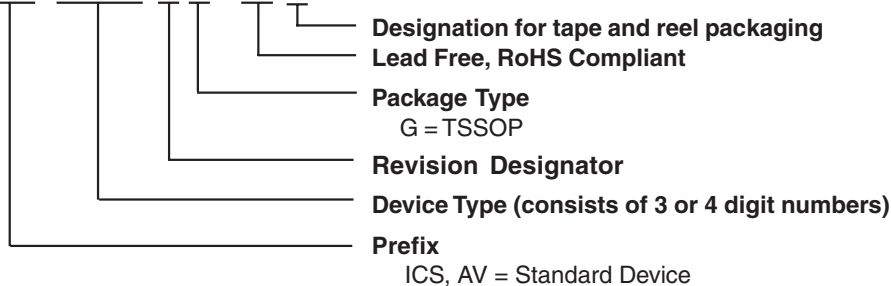 Designation for tape and reel packaging
Lead Free, RoHS Compliant
Package Type
G = TSSOP
Revision Designator
Device Type (consists of 3 or 4 digit numbers)
Prefix
ICS, AV = Standard Device